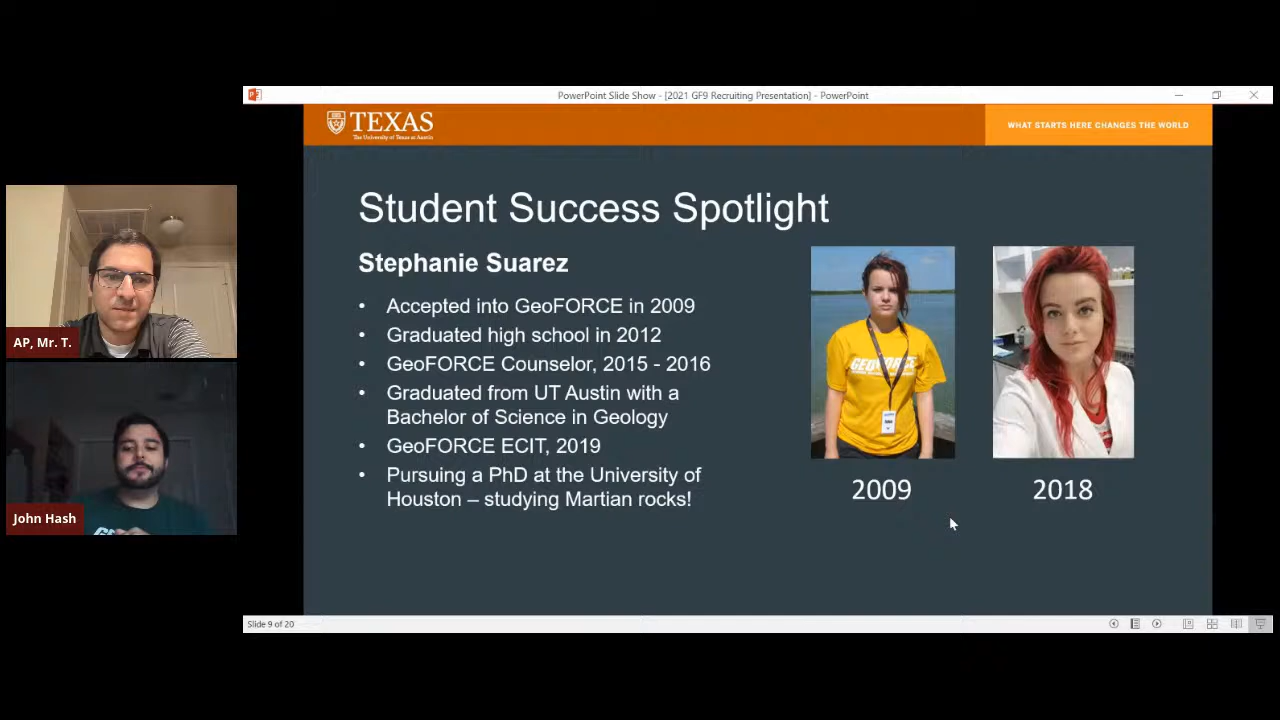 PowerPoint Slide Show - [2021 GF9 Recruiting Presentation] - PowerPoint
TEXAS
The University of Texas at Austin
WHAT STARTS HERE CHANGES THE WORLD
Student Success Spotlight
Stephanie Suarez
• Accepted into GeoFORCE in 2009
• Graduated high school in 2012
• GeoFORCE Counselor, 2015 - 2016
• Graduated from UT Austin with a
Bachelor of Science in Geology
• GeoFORCE ECIT, 2019
• Pursuing a PhD at the University of
Houston – studying Martian rocks!
GEOFORCE
2009
2018
AP, Mr. T.
John Hash
Slide 9 of 20